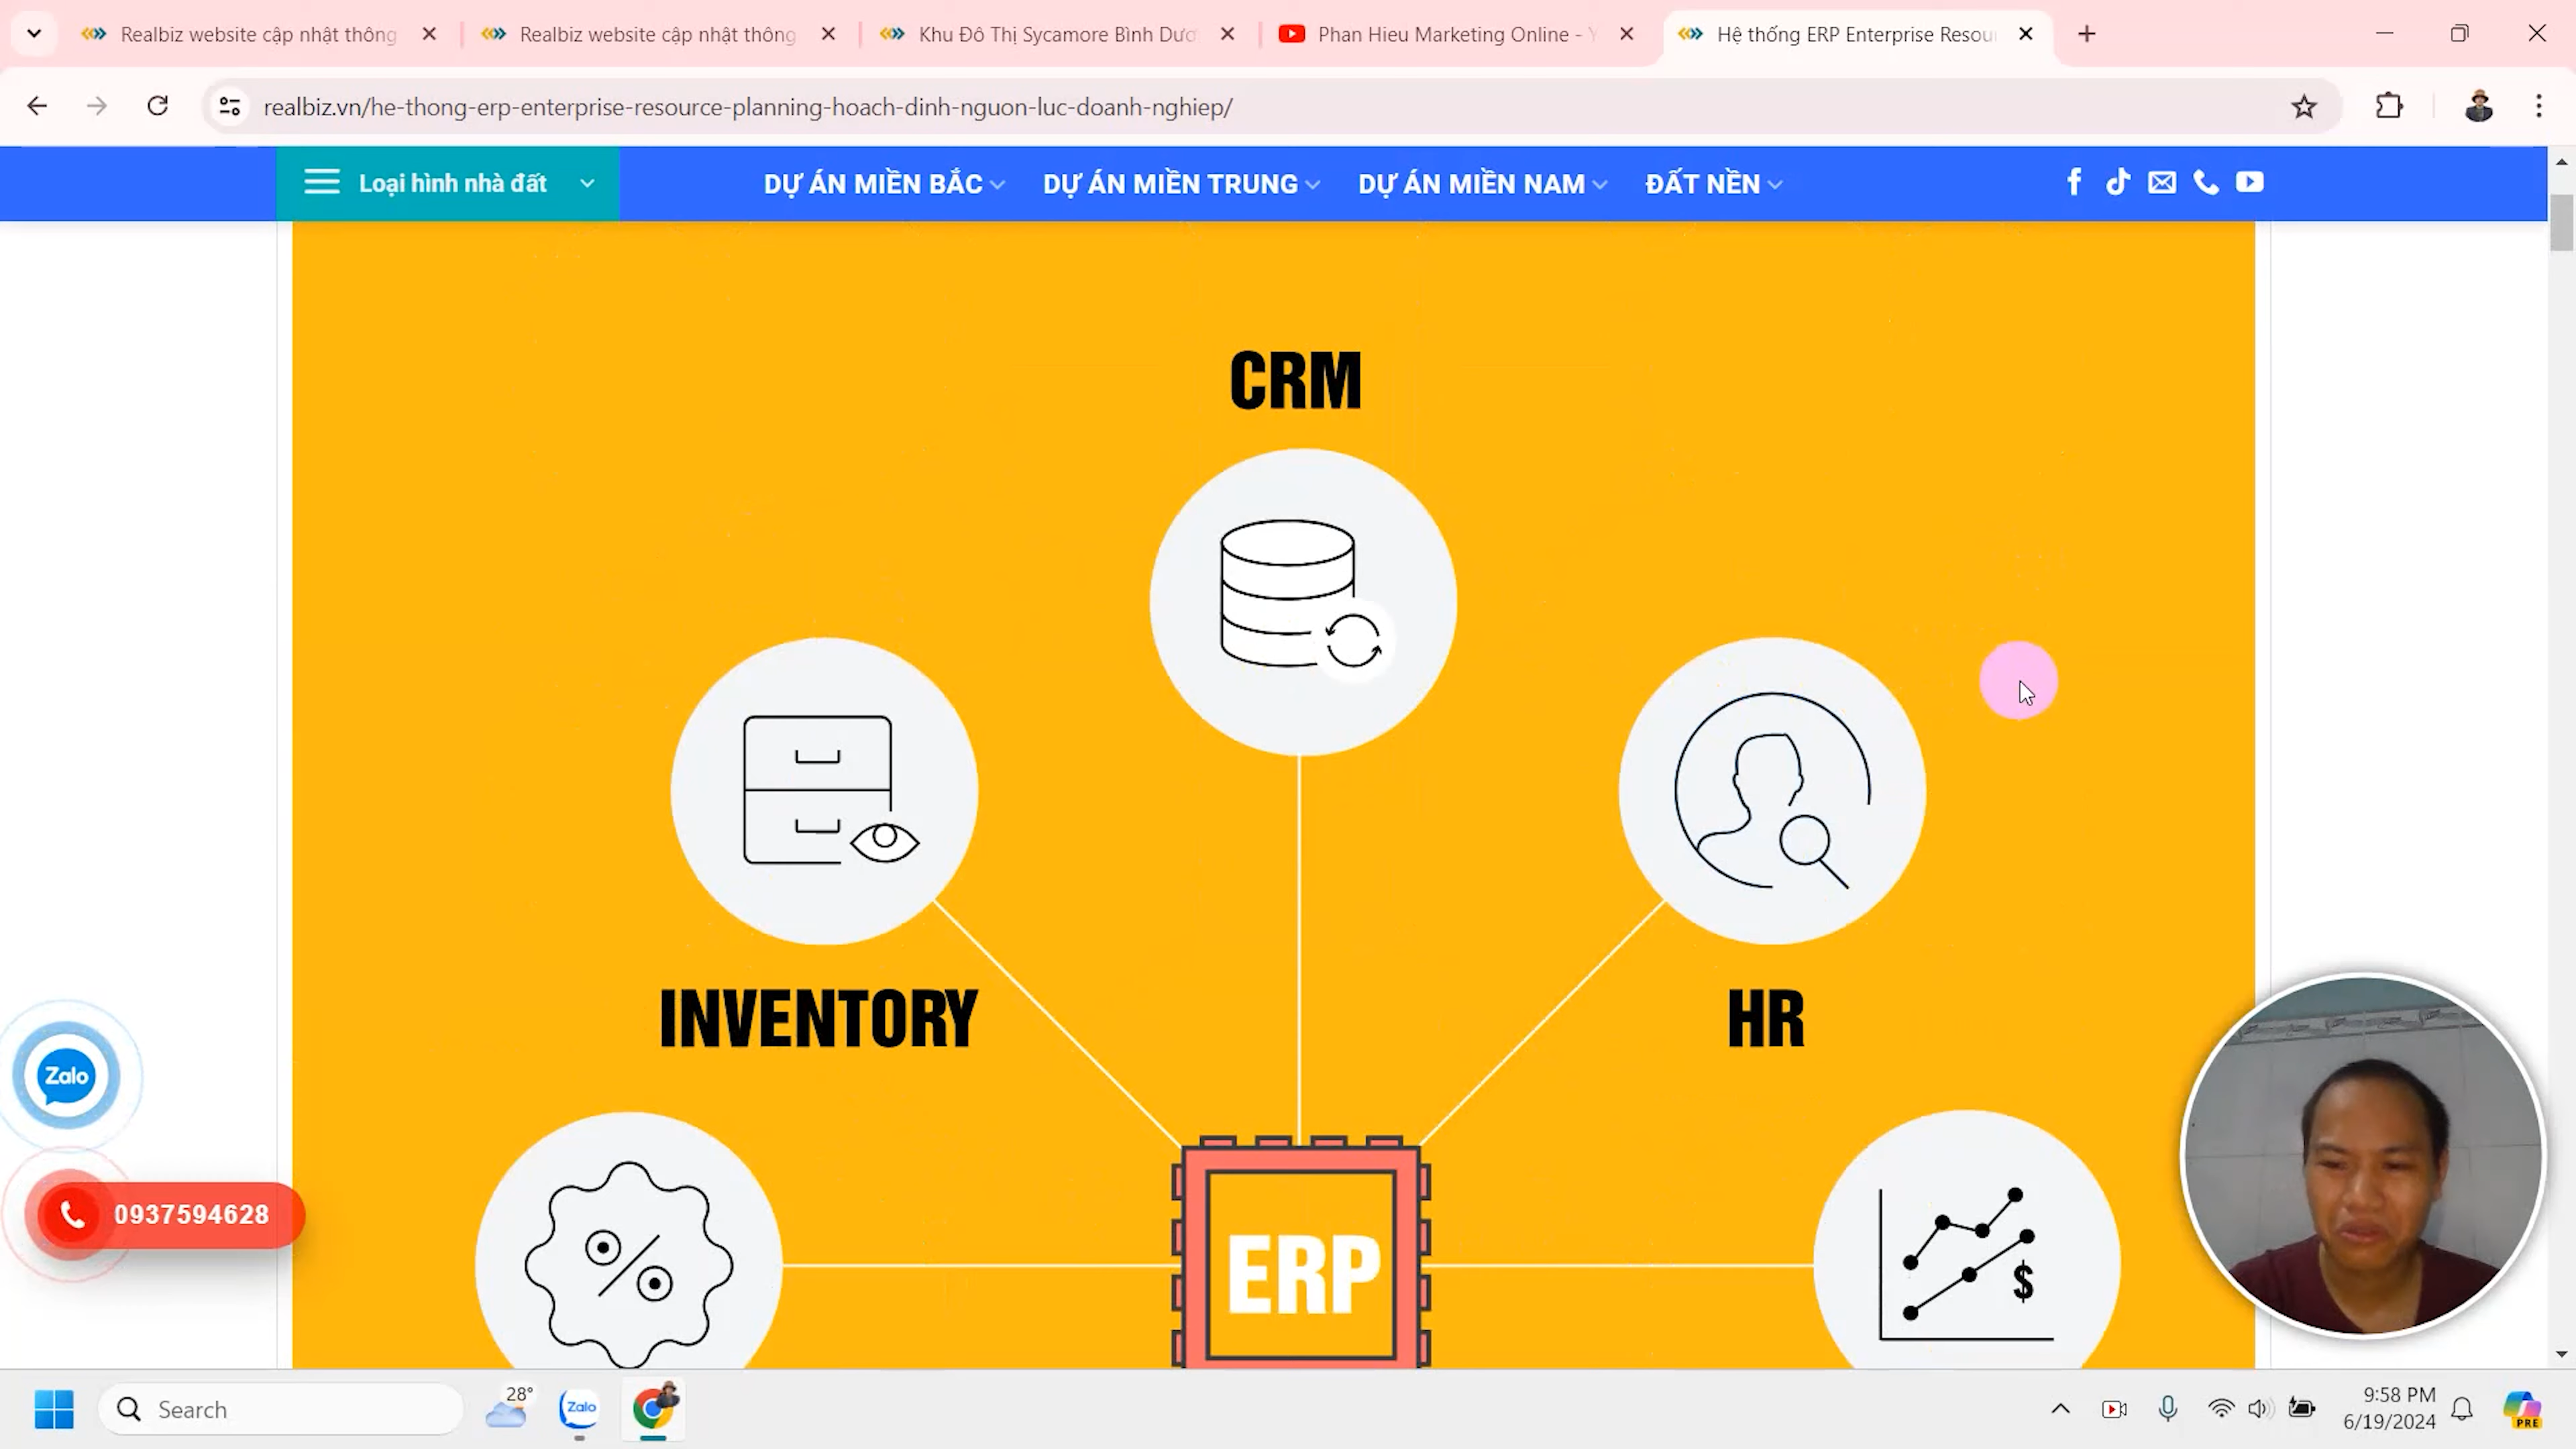 Realbiz website cập nhật thông
Realbiz website cập nhật thông
Khu Đô Thị Sycamore Bình Dươ
Phan Hieu Marketing Online - Y
Hệ thống ERP Enterprise Resou
realbiz.vn/he-thong-erp-enterprise-resource-planning-hoach-dinh-nguon-luc-doanh-nghiep/
Loại hình nhà đất
DỰ ÁN MIỀN BẮC
DỰ ÁN MIỀN TRUNG
DỰ ÁN MIỀN NAM
ĐẤT NỀN
CRM
INVENTORY
HR
Zalo
0937594628
%
ERP
$
Search
28°
Zalo
9:58 PM
6/19/2024
PRE